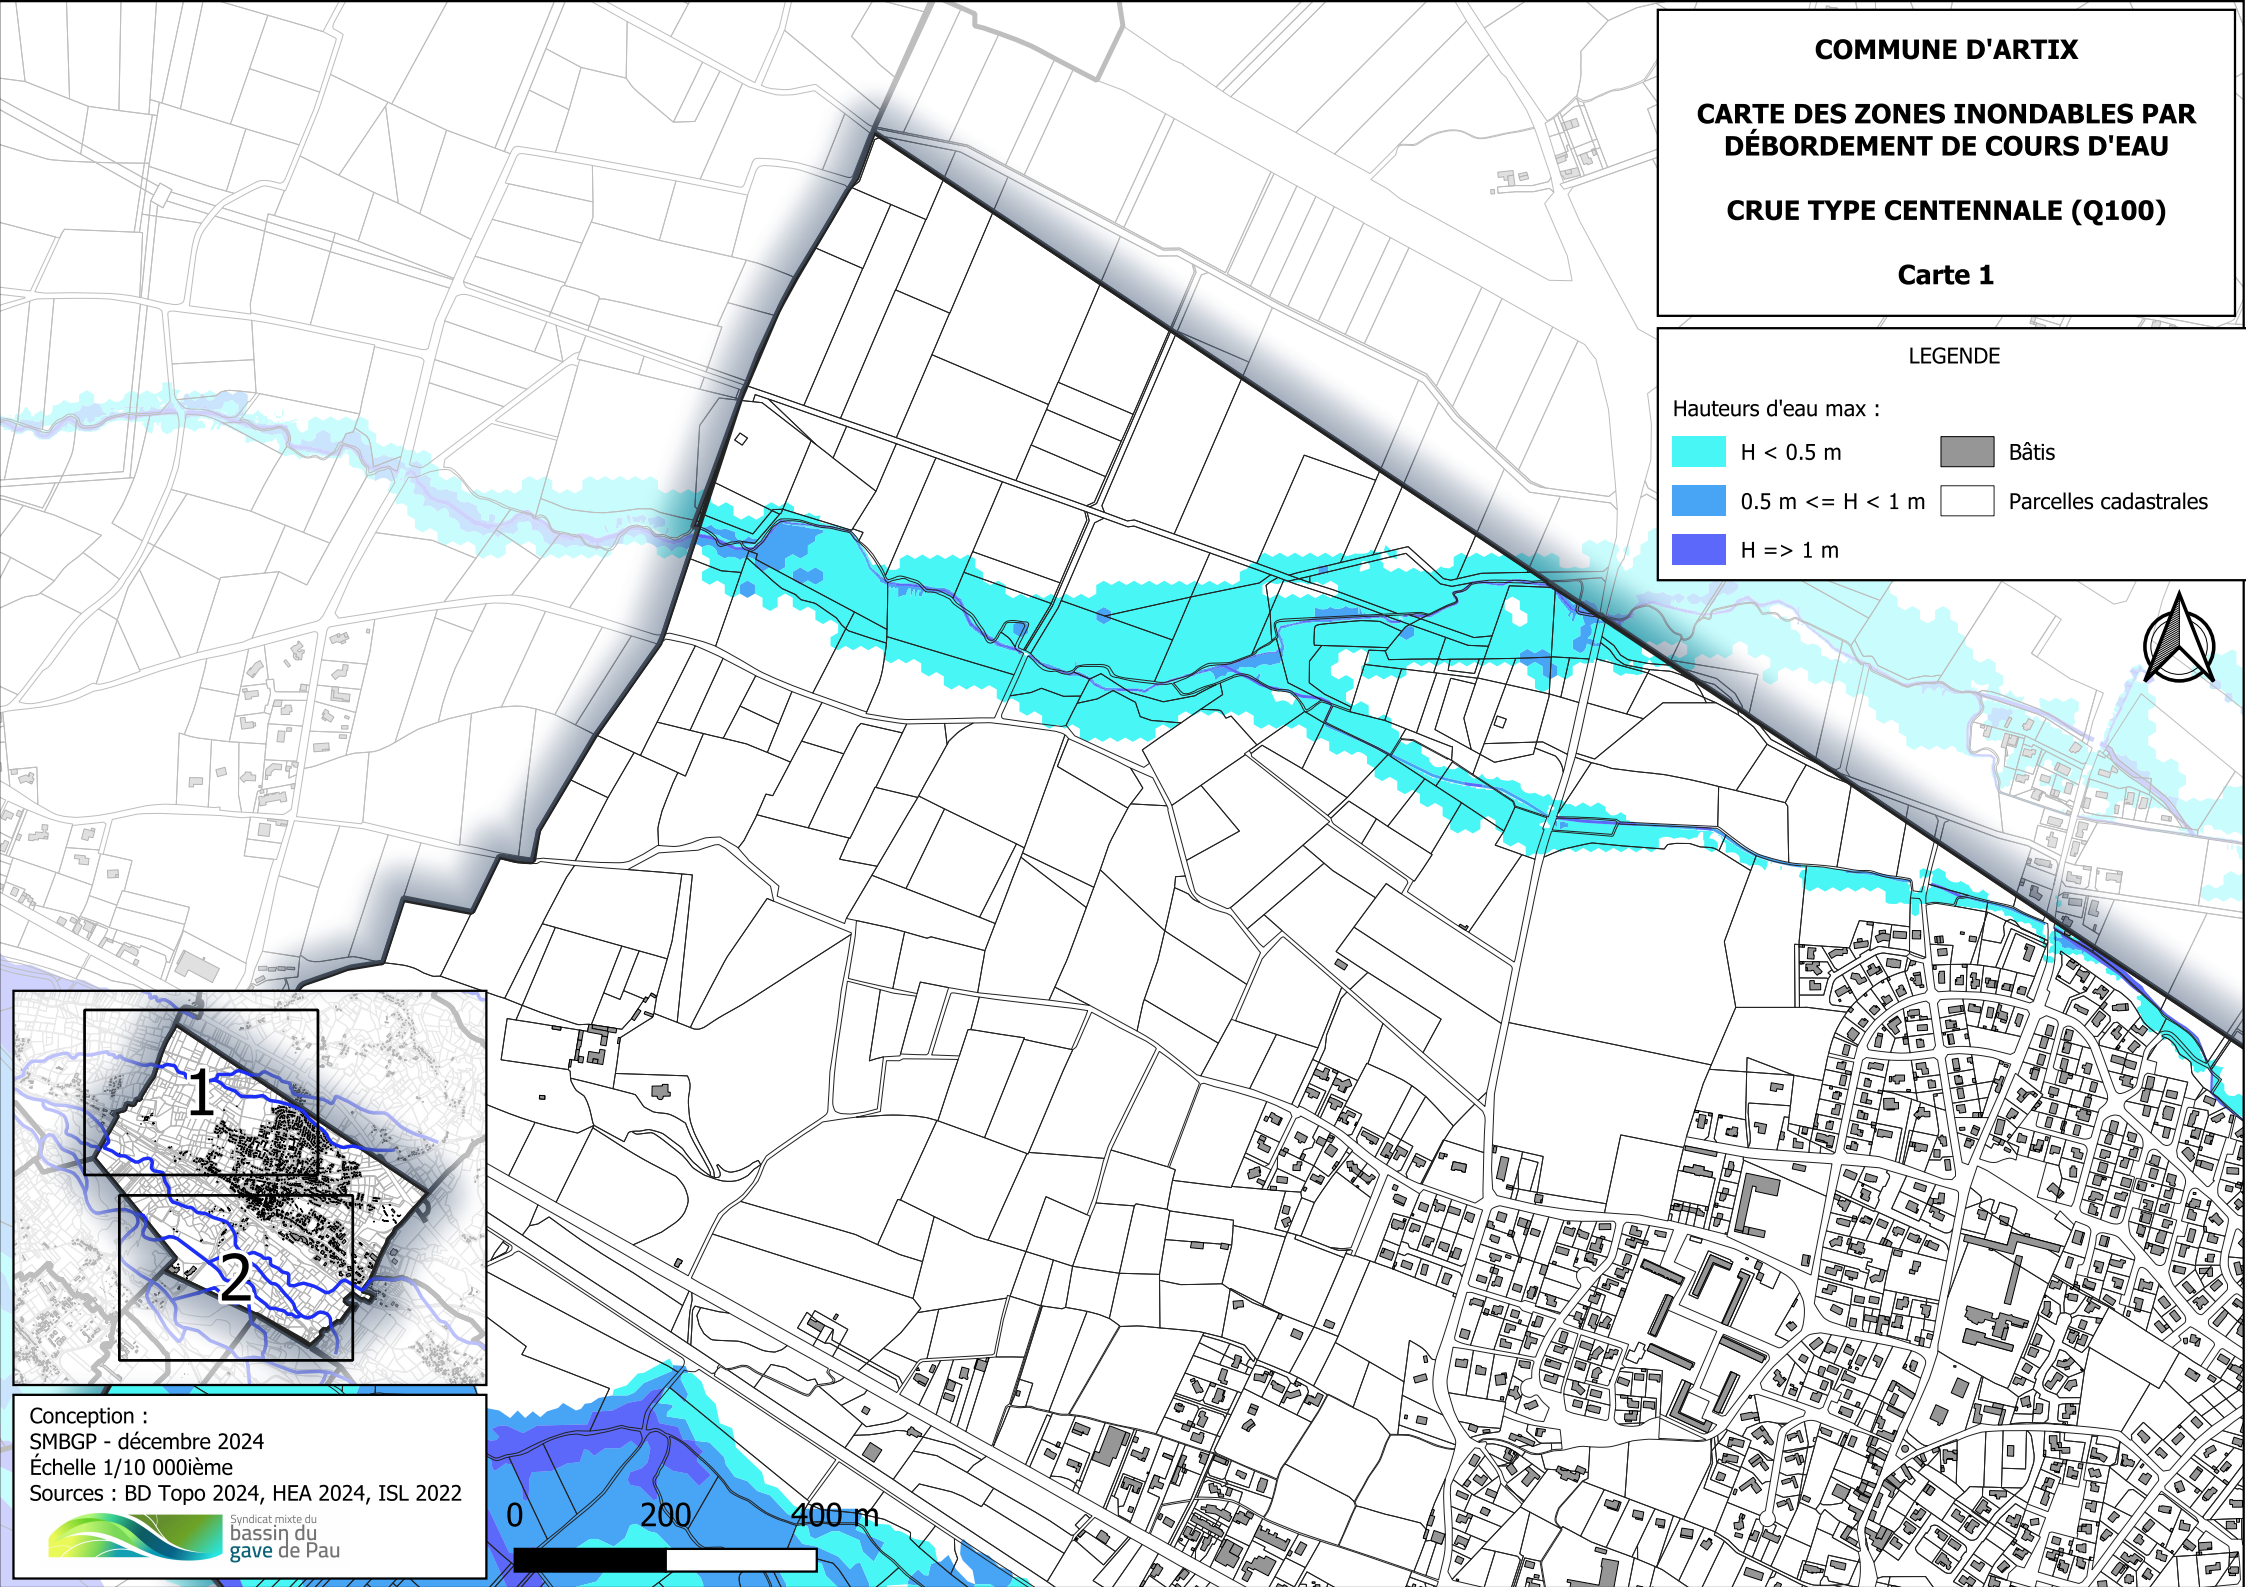 COMMUNE D'ARTIX
CARTE DES ZONES INONDABLES PAR
DÉBORDEMENT DE COURS D'EAU
CRUE TYPE CENTENNALE (Q100)
Carte 1
LEGENDE
Hauteurs d'eau max :
H < 0.5 m
Bâtis
0.5 m <= H < 1 m
Parcelles cadastrales
H => 1 m
1
2
Conception :
SMBGP - décembre 2024
Échelle 1/10 000ième
Sources : BD Topo 2024, HEA 2024, ISL 2022
Syndicat mixte du
bassin du
gave de Pau
0 200 400 m